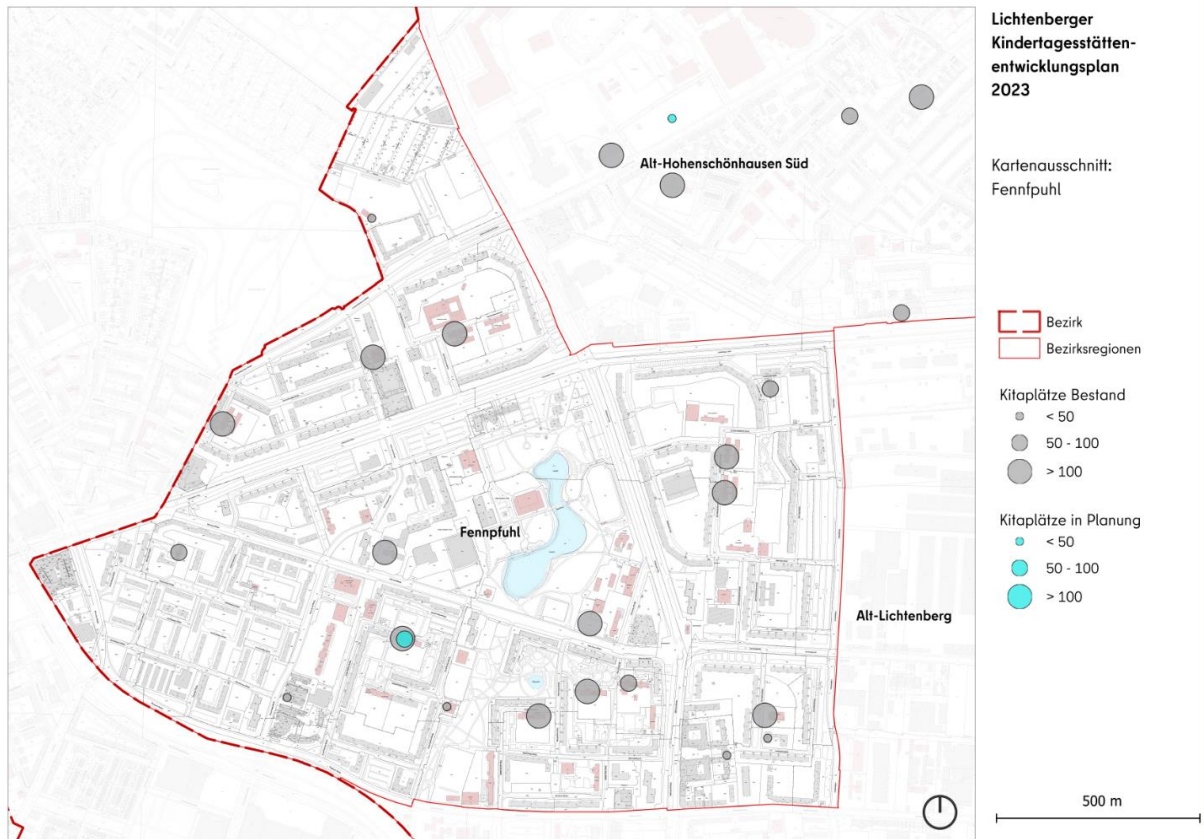 Lichtenberger
Kindertagesstätten-
entwicklungsplan
2023
Kartenausschnitt:
Fennfpuhl
Alt-Hohenschönhausen Süd
Fennpfuhl
Alt-Lichtenberg
Bezirk
Bezirksregionen
Kitaplätze Bestand
< 50
50 - 100
> 100
Kitaplätze in Planung
< 50
50 - 100
> 100
500 m